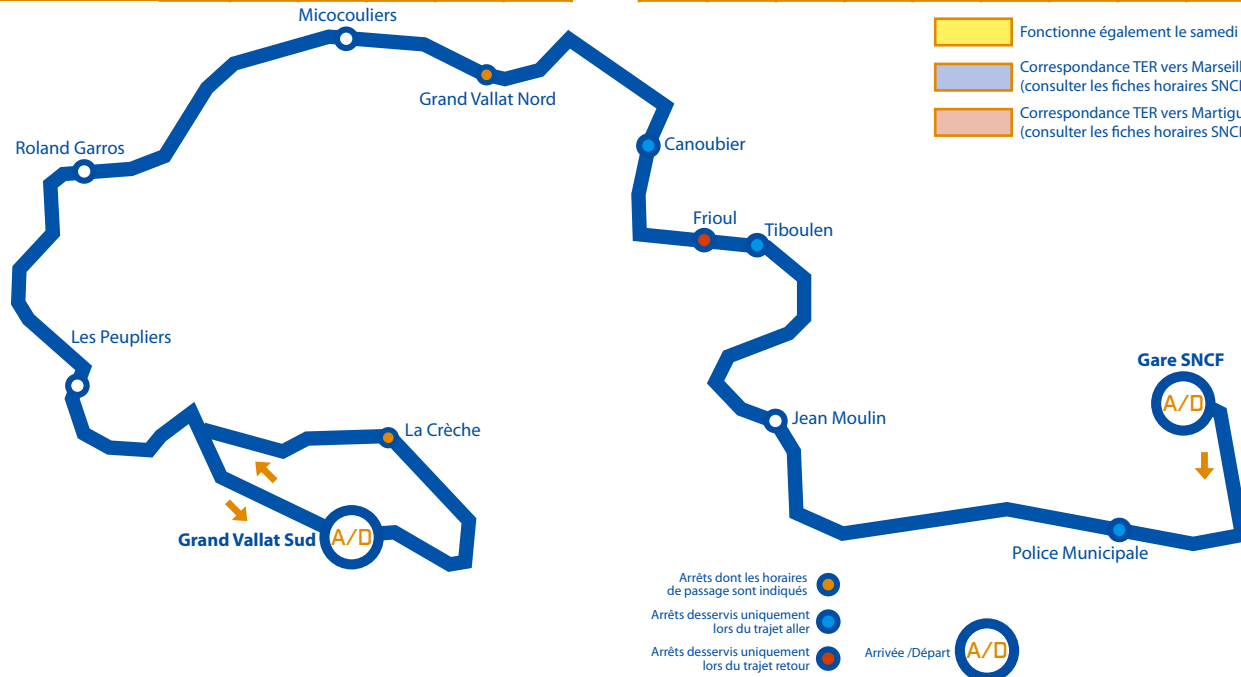 Micocouliers
Fonctionne également le samedi
Correspondance TER vers Marseill
(consulter les fiches horaires SNCF
Grand Vallat Nord
Correspondance TER vers Martigu
(consulter les fiches horaires SNCF
Roland Garros
Canoubier
Frioul
Tiboulen
Les Peupliers
Gare SNCF
A/D
Jean Moulin
La Crèche
Grand Vallat Sud
A/D
Police Municipale
Arrêts dont les horaires
de passage sont indiqués
Arrêts desservis uniquement
lors du trajet aller
Arrêts desservis uniquement
lors du trajet retour
Arrivée /Départ
A/D